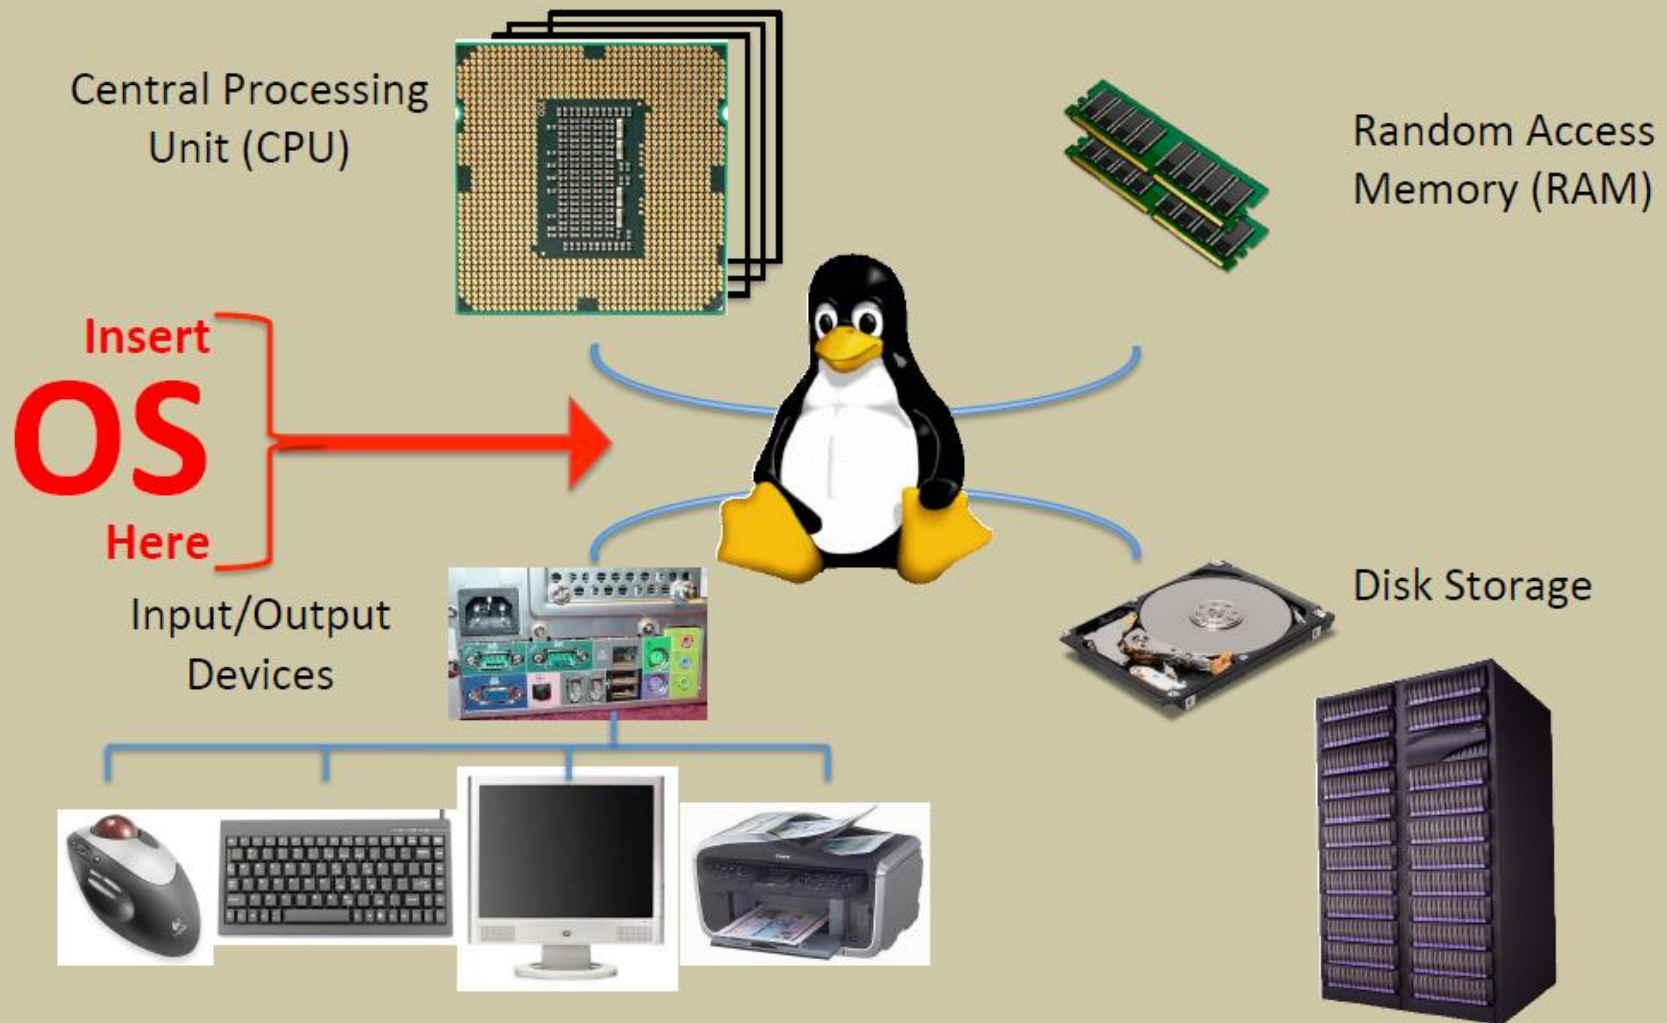 Central Processing
Unit (CPU)
Random Access
Memory (RAM)
Insert
OS
Here
Input/Output
Devices
Disk Storage